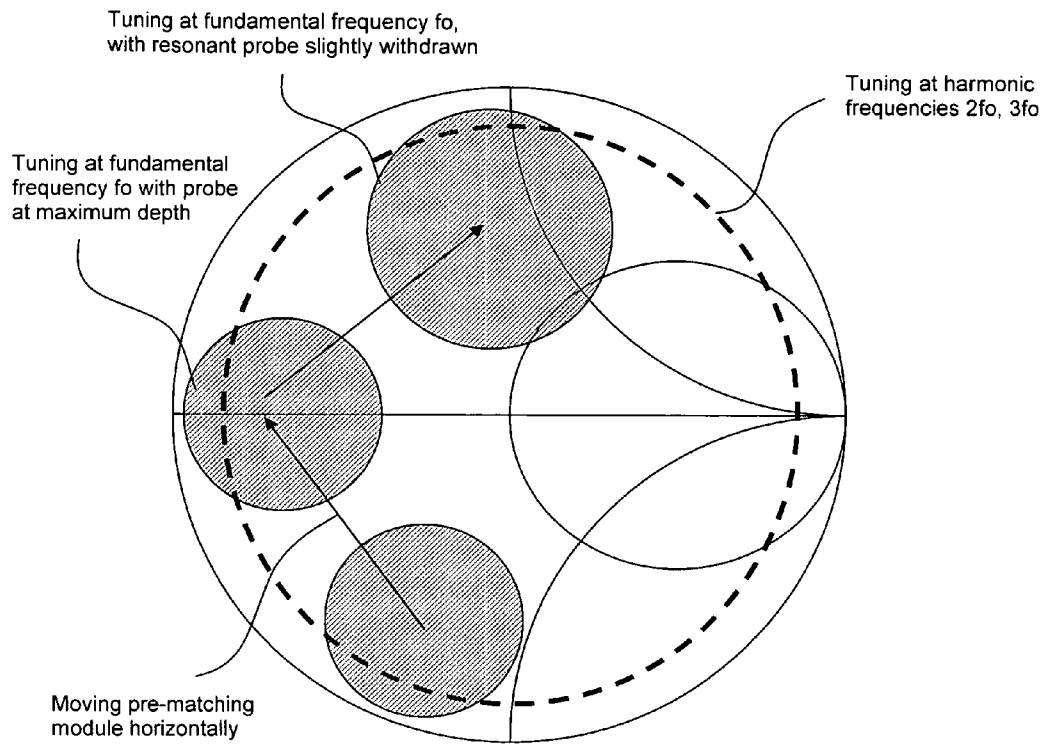 Tuning at fundamental frequency fo,
with resonant probe slightly withdrawn
Tuning at harmonic
frequencies 2fo, 3fo
Tuning at fundamental
frequency fo with probe
at maximum depth
Moving pre-matching
module horizontally